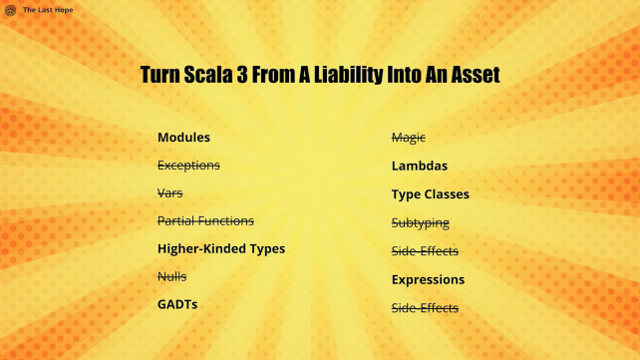 The Last Hope
Turn Scala 3 From A Liability Into An Asset
Modules
Exceptions
Vars
Partial Functions
Higher-Kinded Types
Nulls
GADTs
Magic
Lambdas
Type Classes
Subtyping
Side-Effects
Expressions
Side-Effects